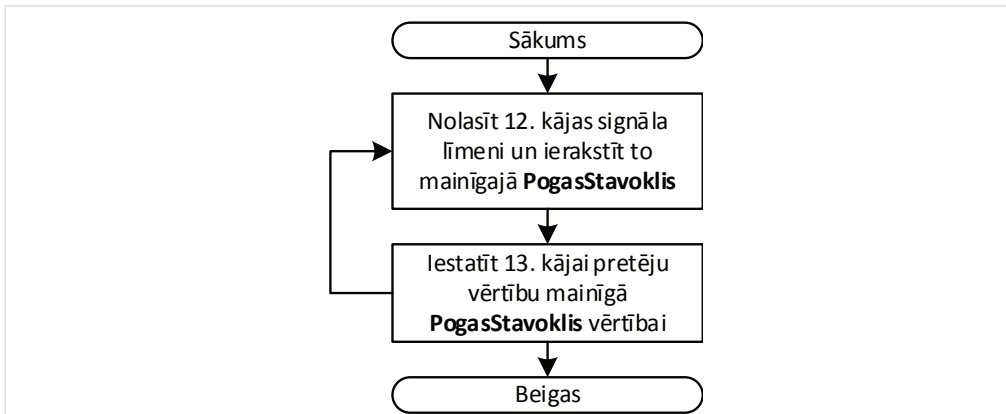 Sākums
Nolasīt 12. kājas signāla
līmeni un ierakstīt to
mainīgajā PogasStavoklis
Iestatīt 13. kājai pretēju
vērtību mainīgā
PogasStavoklis vērtībai
Beigas